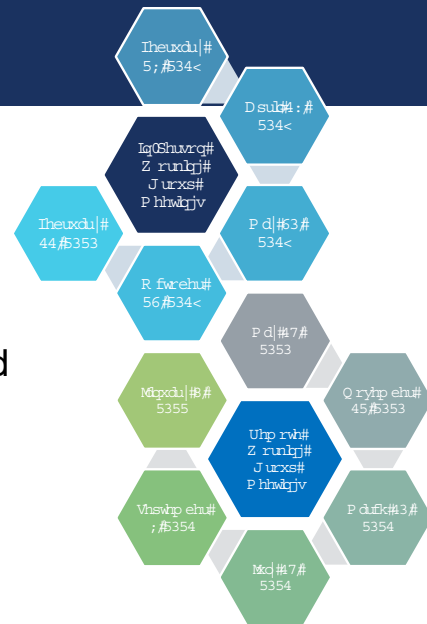 Iheuxdu|#
5;/#534<
Dsulo#4:/#
534<
Lq0Shuvrq#
Zrunlqj#
Jurxs#
Phhwlqjv
Iheuxdu|#
44/#5353
Pd|#63/#
534<
Rfwrehu#
56/#534<
Pd|#47/#
5353
d
Mdqxdu|#8/#
5355
Qryhpehu#
45/#5353
Uhprwh#
Zrunlqj#
Jurxs#
Phhwlqjv
Vhswhpehu#
;/#5354
Pdufk#43/#
5354
Mxo|#47/#
5354